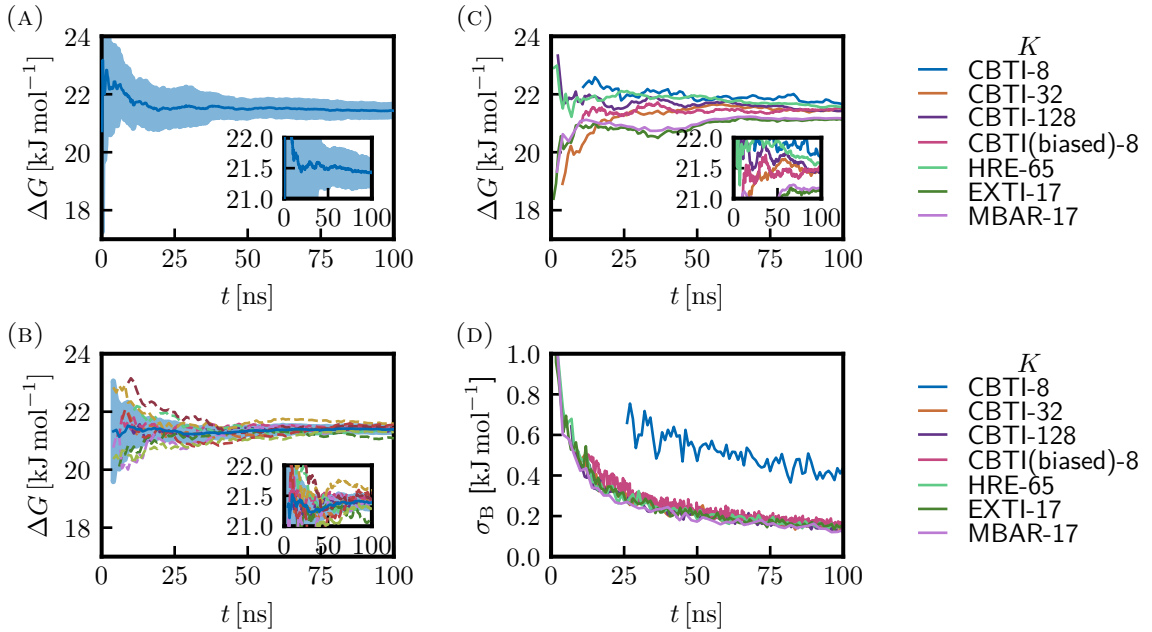 (A)
24
22
20
18
ΔG [kJ mol⁻¹]
22.0
21.5
21.0
0
50
100
0
25
50
75
100
t [ns]
(C)
24
22
20
18
ΔG [kJ mol⁻¹]
22.0
21.5
21.0
0
50
100
0
25
50
75
100
t [ns]
K
CBTI-8
CBTI-32
CBTI-128
CBTI(biased)-8
HRE-65
EXTI-17
MBAR-17
(B)
24
22
20
18
ΔG [kJ mol⁻¹]
22.0
21.5
21.0
0
50
100
0
25
50
75
100
t [ns]
(D)
1.0
0.8
0.6
0.4
0.2
0.0
σB [kJ mol⁻¹]
0
25
50
75
100
t [ns]
K
CBTI-8
CBTI-32
CBTI-128
CBTI(biased)-8
HRE-65
EXTI-17
MBAR-17